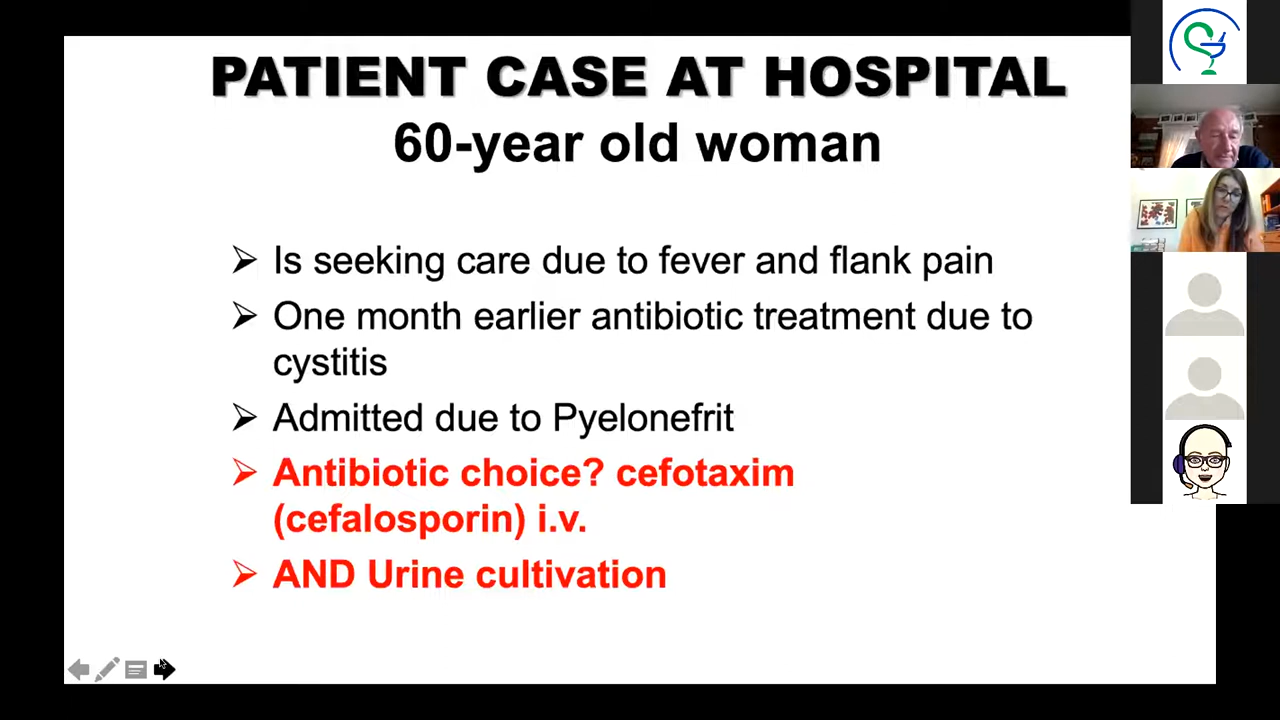 PATIENT CASE AT HOSPITAL
60-year old woman
Is seeking care due to fever and flank pain
One month earlier antibiotic treatment due to
cystitis
Admitted due to Pyelonefrit
Antibiotic choice? cefotaxim
(cefalosporin) i.v.
AND Urine cultivation